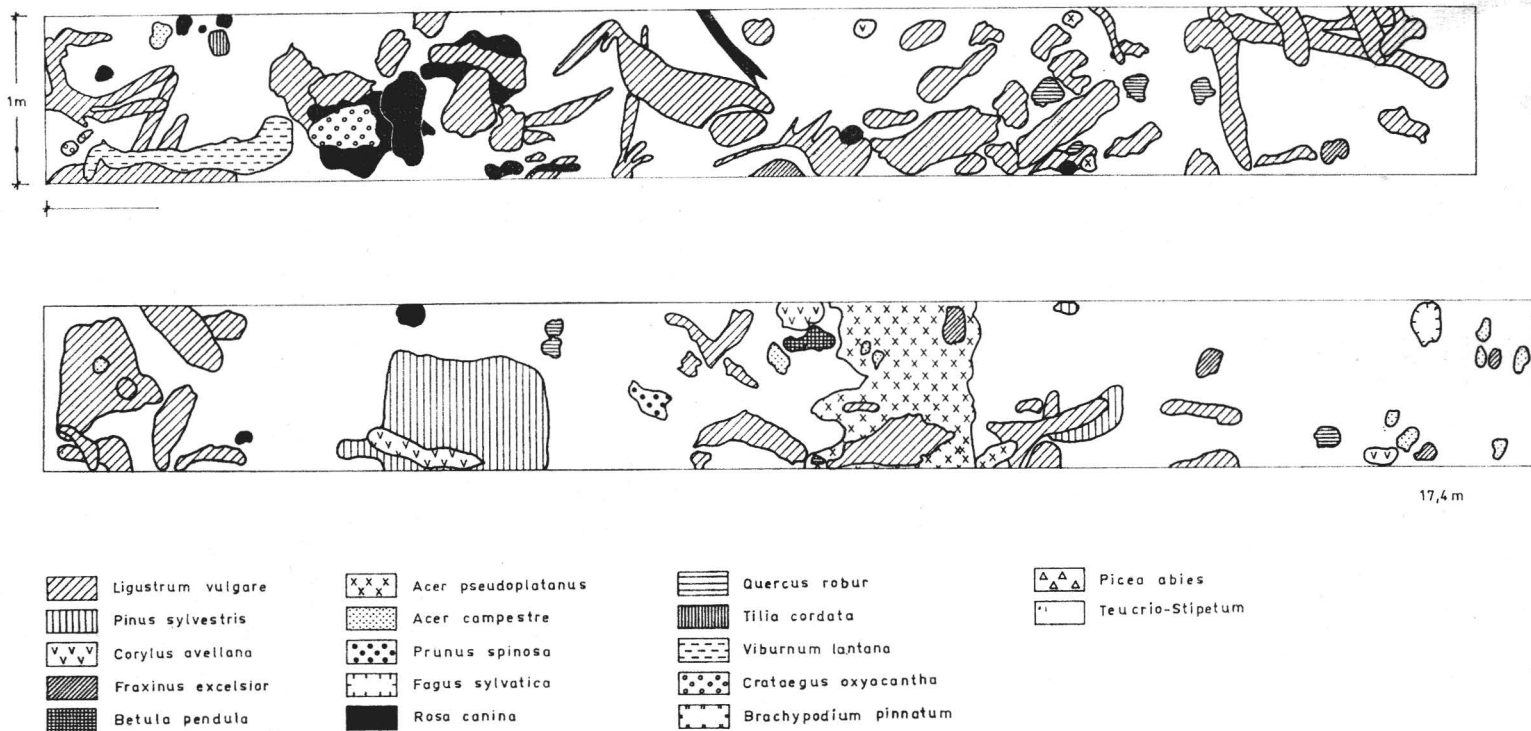 1m
17,4 m
Ligustrum vulgare
Pinus sylvestris
Corylus avellana
Fraxinus excelsior
Betula pendula
Acer pseudoplatanus
Acer campestre
Prunus spinosa
Fagus sylvatica
Rosa canina
Quercus robur
Tilia cordata
Viburnum lantana
Crataegus oxyacantha
Brachypodium pinnatum
Picea abies
Teucrio-Stipetum